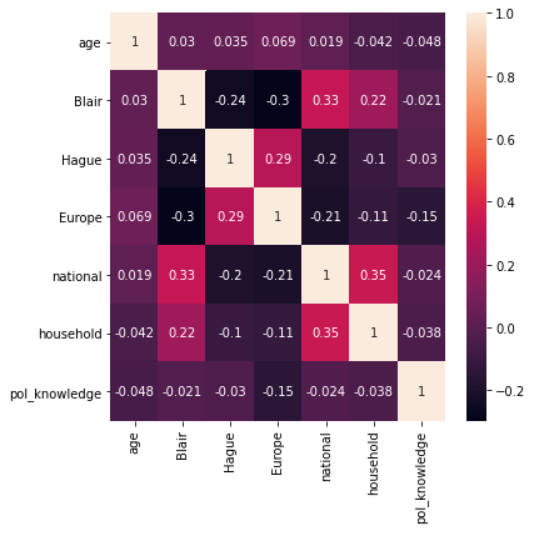 age 1 0.03 0.035 0.069 0.019 -0.042 -0.048
Blair 0.03 1 -0.24 -0.3 0.33 0.22 -0.021
Hague 0.035 -0.24 1 0.29 -0.2 -0.1 -0.03
Europe 0.069 -0.3 0.29 1 -0.21 -0.11 -0.15
national 0.019 0.33 -0.2 -0.21 1 0.35 -0.024
household -0.042 0.22 -0.1 -0.11 0.35 1 -0.038
pol_knowledge -0.048 -0.021 -0.03 -0.15 -0.024 -0.038 1
age Blair Hague Europe national household pol_knowledge
1.0
0.8
0.6
0.4
0.2
0.0
−0.2